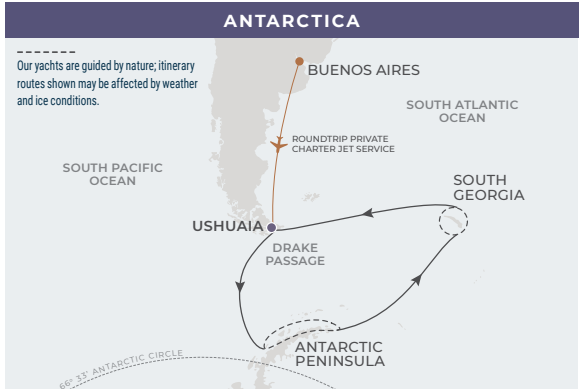 ANTARCTICA
Our yachts are guided by nature; itinerary
routes shown may be affected by weather
and ice conditions.
BUENOS AIRES
SOUTH ATLANTIC
OCEAN
ROUNDTRIP PRIVATE
CHARTER JET SERVICE
SOUTH PACIFIC
OCEAN
SOUTH
GEORGIA
USHUAIA
DRAKE
PASSAGE
ANTARCTIC
PENINSULA
66° 33' ANTARCTIC CIRCLE